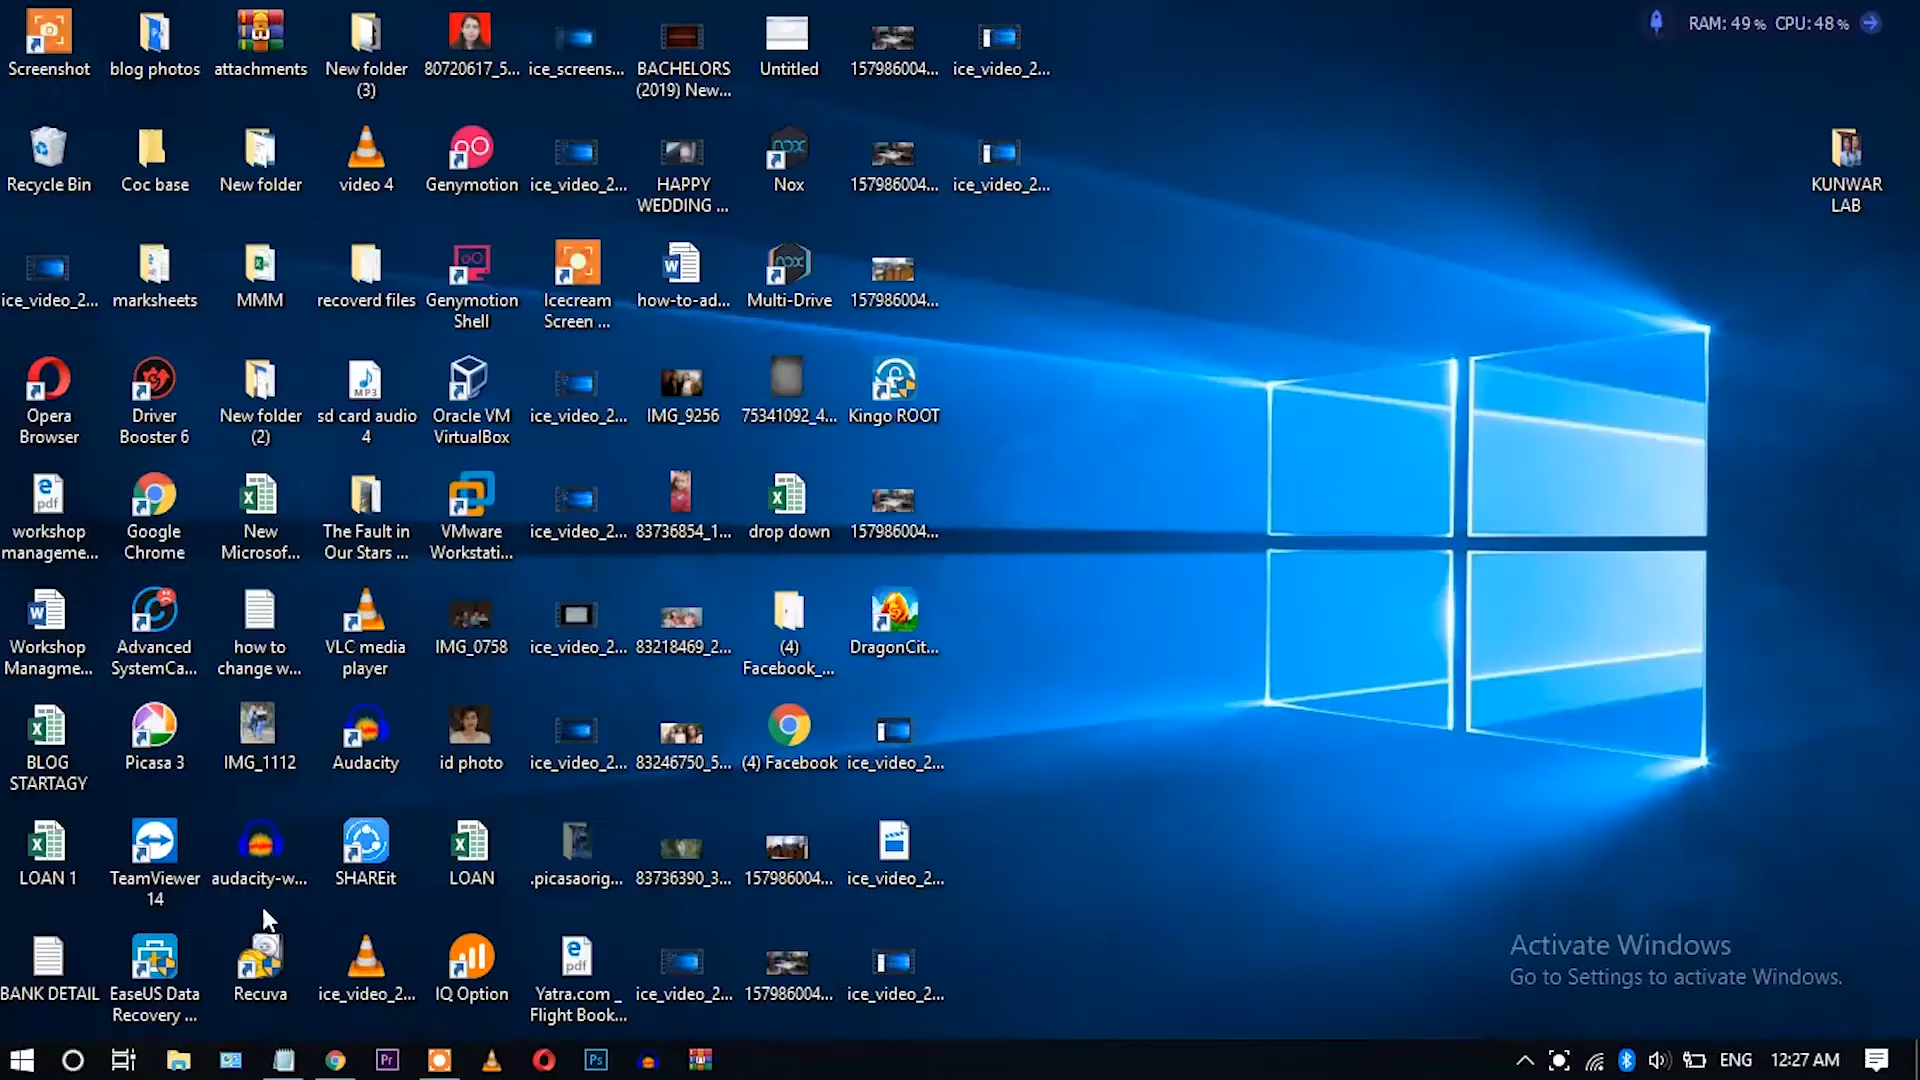 RAM: 49 % CPU: 48 %
Screenshot
blog photos
attachments
New folder
(3)
80720617_5...
ice_screens...
BACHELORS
(2019) New...
Untitled
157986004...
ice_video_2...
Recycle Bin
Coc base
New folder
video 4
Genymotion
ice_video_2...
HAPPY
WEDDING ...
Nox
157986004...
ice_video_2...
KUNWAR
LAB
ice_video_2...
marksheets
MMM
recoverd files
Genymotion
Shell
Icecream
Screen ...
how-to-ad...
Multi-Drive
157986004...
Opera
Browser
Driver
Booster 6
New folder
(2)
MP3
sd card audio
4
Oracle VM
VirtualBox
ice_video_2...
IMG_9256
75341092_4...
Kingo ROOT
pdf
workshop
manageme...
Google
Chrome
New
Microsof...
The Fault in
Our Stars ...
VMware
Workstati...
ice_video_2...
83736854_1...
drop down
157986004...
Workshop
Managme...
Advanced
SystemCa...
how to
change w...
VLC media
player
IMG_0758
ice_video_2...
83218469_2...
(4)
Facebook_...
DragonCit...
BLOG
STARTAGY
Picasa 3
IMG_1112
Audacity
id photo
ice_video_2...
83246750_5...
(4) Facebook
ice_video_2...
LOAN 1
TeamViewer
14
audacity-w...
SHAREit
LOAN
.picasaorig...
83736390_3...
157986004...
ice_video_2...
BANK DETAIL
EaseUS Data
Recovery ...
Recuva
ice_video_2...
IQ Option
pdf
Yatra.com _
Flight Book...
ice_video_2...
157986004...
ice_video_2...
Activate Windows
Go to Settings to activate Windows.
Pr
Ps
ENG
12:27 AM